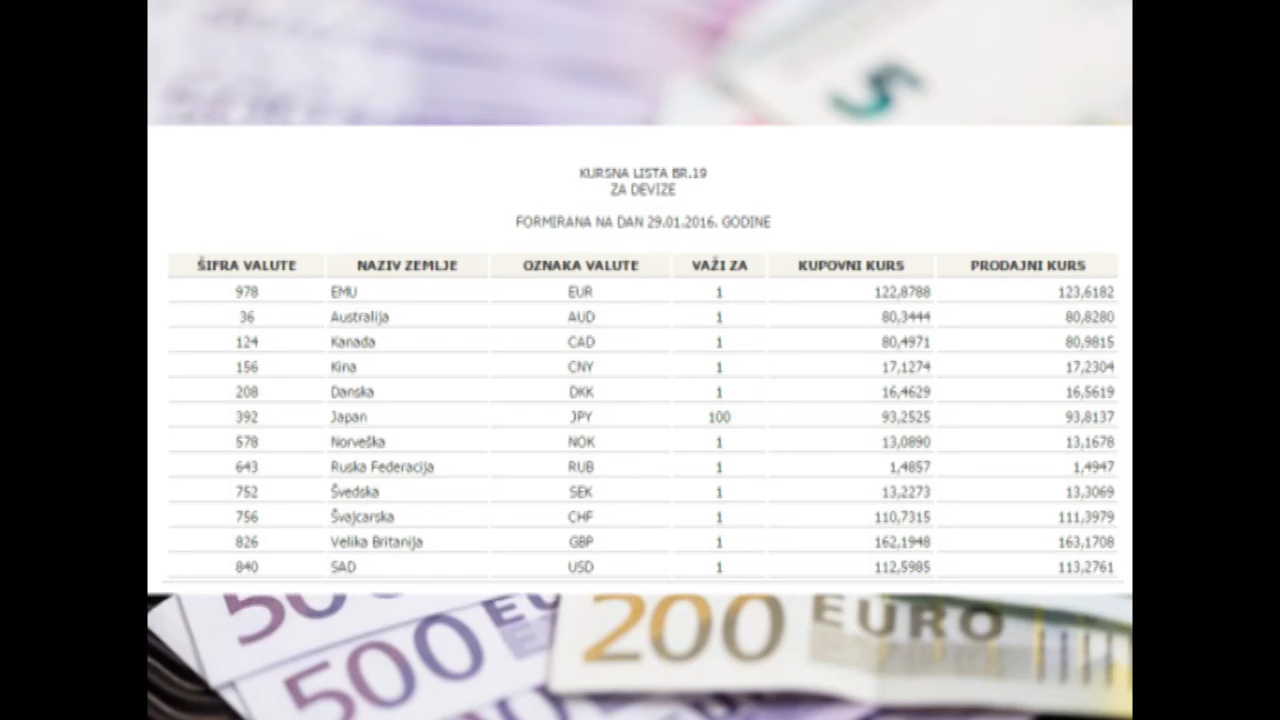 5
KURSNA LISTA BR.19
ZA DEVIZE
FORMIRANA NA DAN 29.01.2016. GODINE
ŠIFRA VALUTE NAZIV ZEMLJE OZNAKA VALUTE VAŽI ZA KUPOVNI KURS PRODAJNI KURS
978 EMU EUR 1 122,8788 123,6182
36 Australija AUD 1 80,3444 80,8280
124 Kanada CAD 1 80,4971 80,9815
156 Kina CNY 1 17,1274 17,2304
208 Danska DKK 1 16,4629 16,5619
392 Japan JPY 100 93,2525 93,8137
578 Norveška NOK 1 13,0890 13,1678
643 Ruska Federacija RUB 1 1,4857 1,4947
752 Švedska SEK 1 13,2273 13,3069
756 Švajcarska CHF 1 110,7315 111,3979
826 Velika Britanija GBP 1 162,1948 163,1708
840 SAD USD 1 112,5985 113,2761
500 EU
200 EURO
500